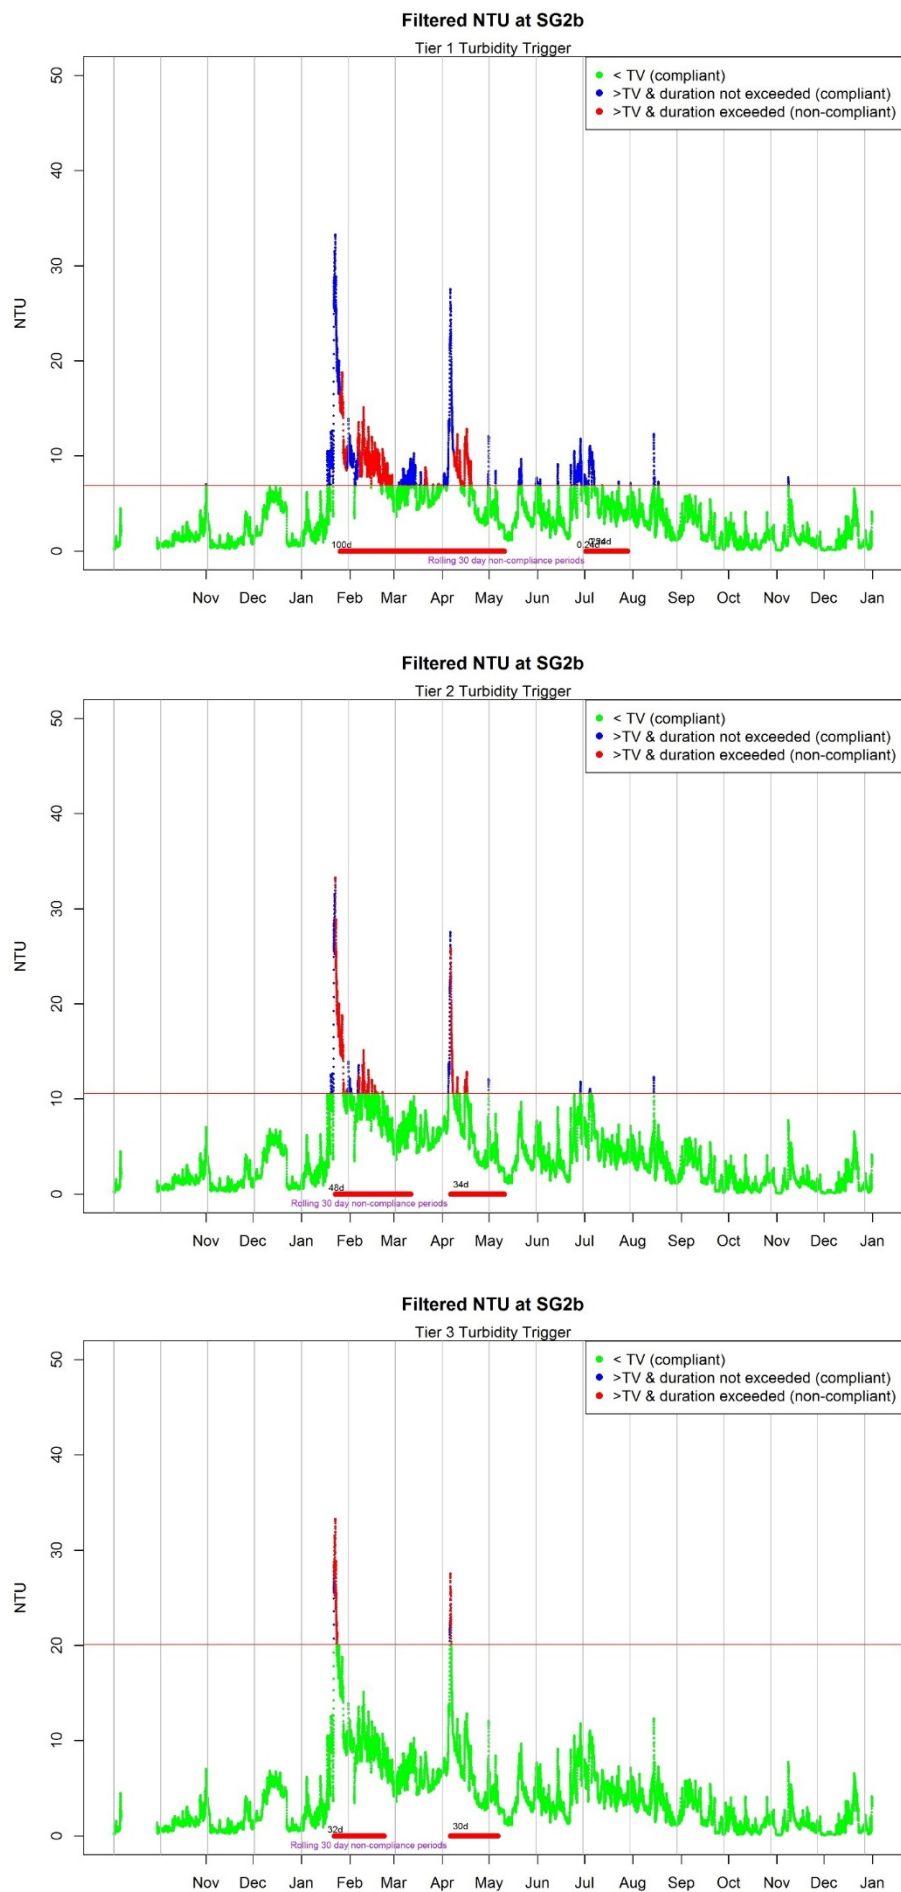 Filtered NTU at SG2b
Tier 1 Turbidity Trigger
< TV (compliant)
>TV & duration not exceeded (compliant)
>TV & duration exceeded (non-compliant)
50
40
30
20
10
0
NTU
100d
0.24d
Rolling 30 day non-compliance periods
Nov Dec Jan Feb Mar Apr May Jun Jul Aug Sep Oct Nov Dec Jan
Filtered NTU at SG2b
Tier 2 Turbidity Trigger
< TV (compliant)
>TV & duration not exceeded (compliant)
>TV & duration exceeded (non-compliant)
50
40
30
20
10
0
NTU
48d
34d
Rolling 30 day non-compliance periods
Nov Dec Jan Feb Mar Apr May Jun Jul Aug Sep Oct Nov Dec Jan
Filtered NTU at SG2b
Tier 3 Turbidity Trigger
< TV (compliant)
>TV & duration not exceeded (compliant)
>TV & duration exceeded (non-compliant)
50
40
30
20
10
0
NTU
32d
30d
Rolling 30 day non-compliance periods
Nov Dec Jan Feb Mar Apr May Jun Jul Aug Sep Oct Nov Dec Jan